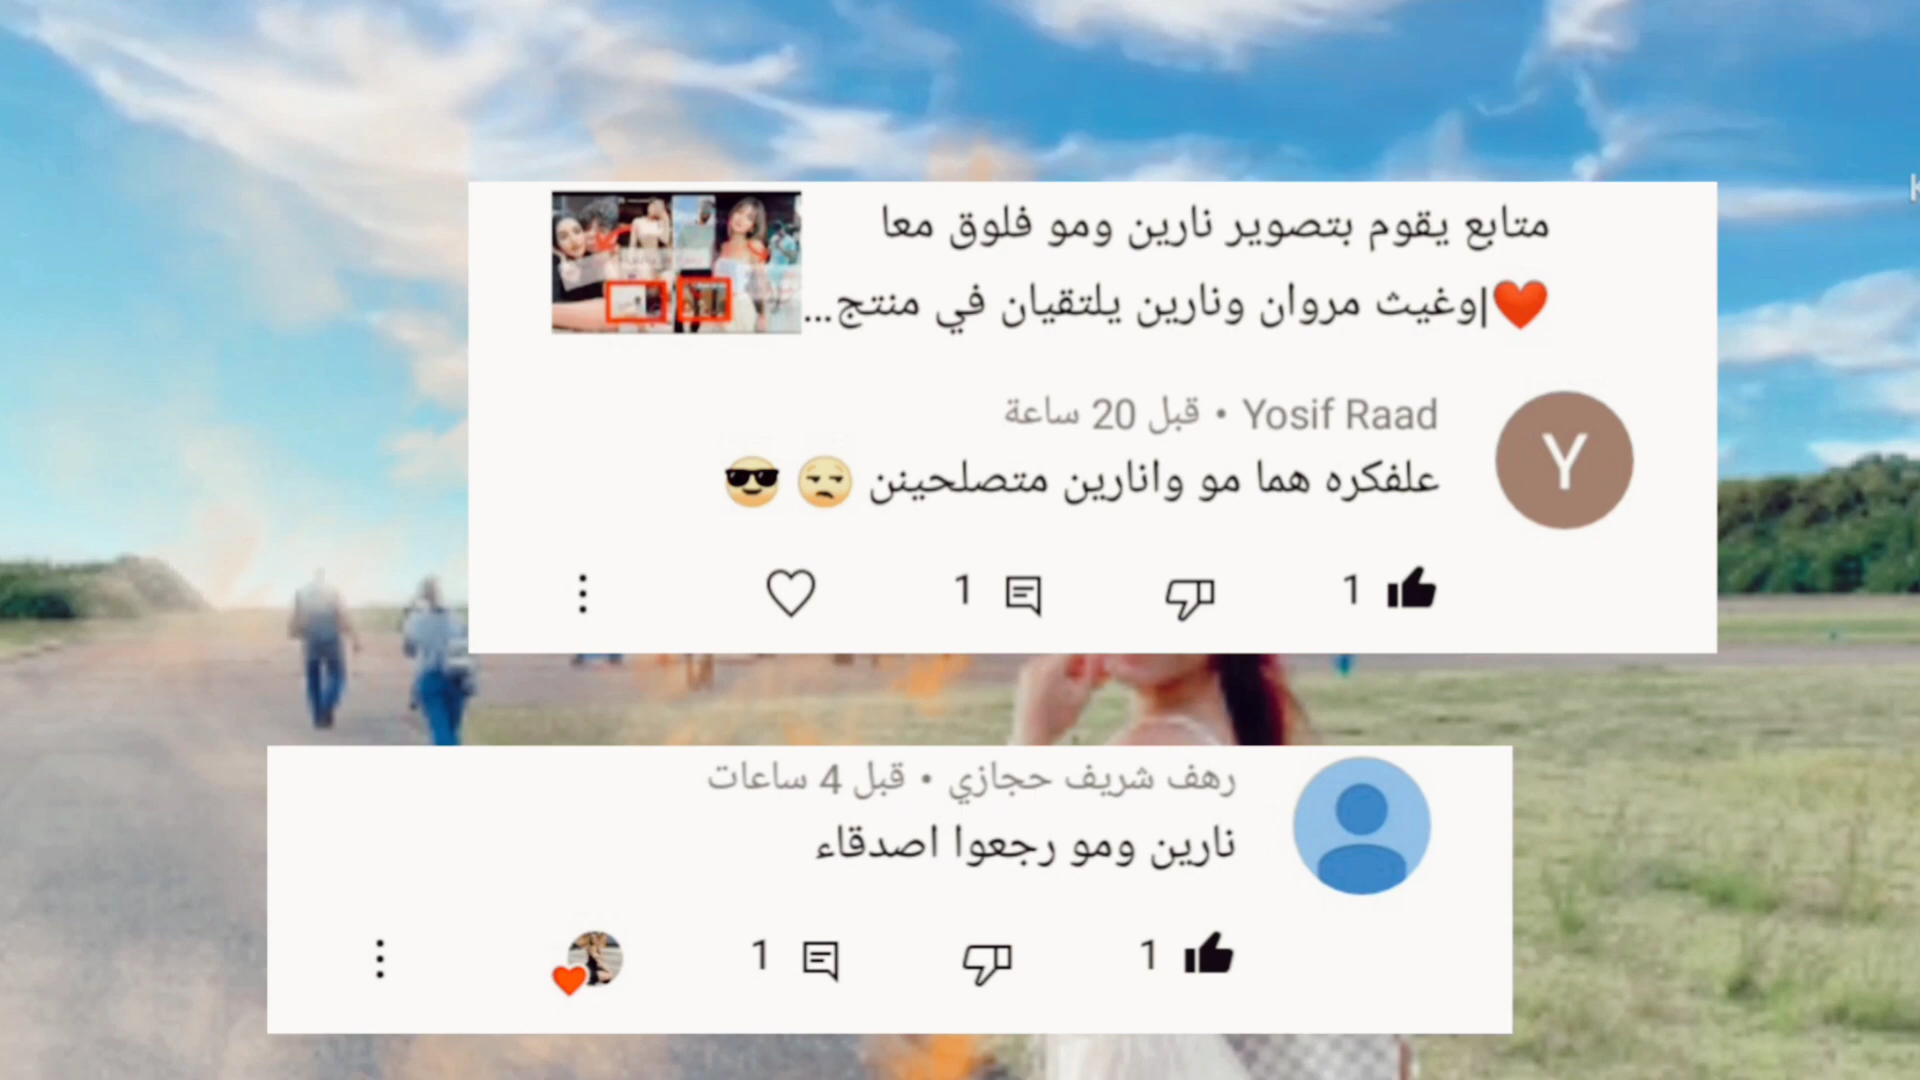 متابع يقوم بتصوير نارين ومو فلوق معا
❤️|وغيث مروان ونارين يلتقيان في منتج...
Yosif Raad • قبل 20 ساعة
Y
علفكره هما مو وانارين متصلحينن 😒 😎
1 1
رهف شريف حجازي • قبل 4 ساعات
نارين ومو رجعوا اصدقاء
1 1